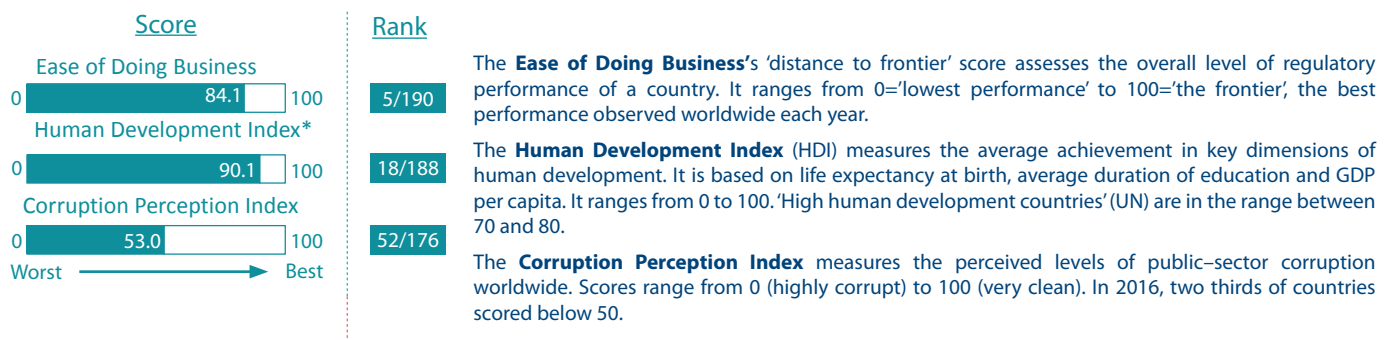 Score
Rank
Ease of Doing Business
0 84.1 100
5/190
Human Development Index*
0 90.1 100
18/188
Corruption Perception Index
0 53.0 100
52/176
Worst Best
The Ease of Doing Business’s ‘distance to frontier’ score assesses the overall level of regulatory
performance of a country. It ranges from 0=‘lowest performance’ to 100=‘the frontier’, the best
performance observed worldwide each year.
The Human Development Index (HDI) measures the average achievement in key dimensions of
human development. It is based on life expectancy at birth, average duration of education and GDP
per capita. It ranges from 0 to 100. ‘High human development countries’ (UN) are in the range between
70 and 80.
The Corruption Perception Index measures the perceived levels of public–sector corruption
worldwide. Scores range from 0 (highly corrupt) to 100 (very clean). In 2016, two thirds of countries
scored below 50.